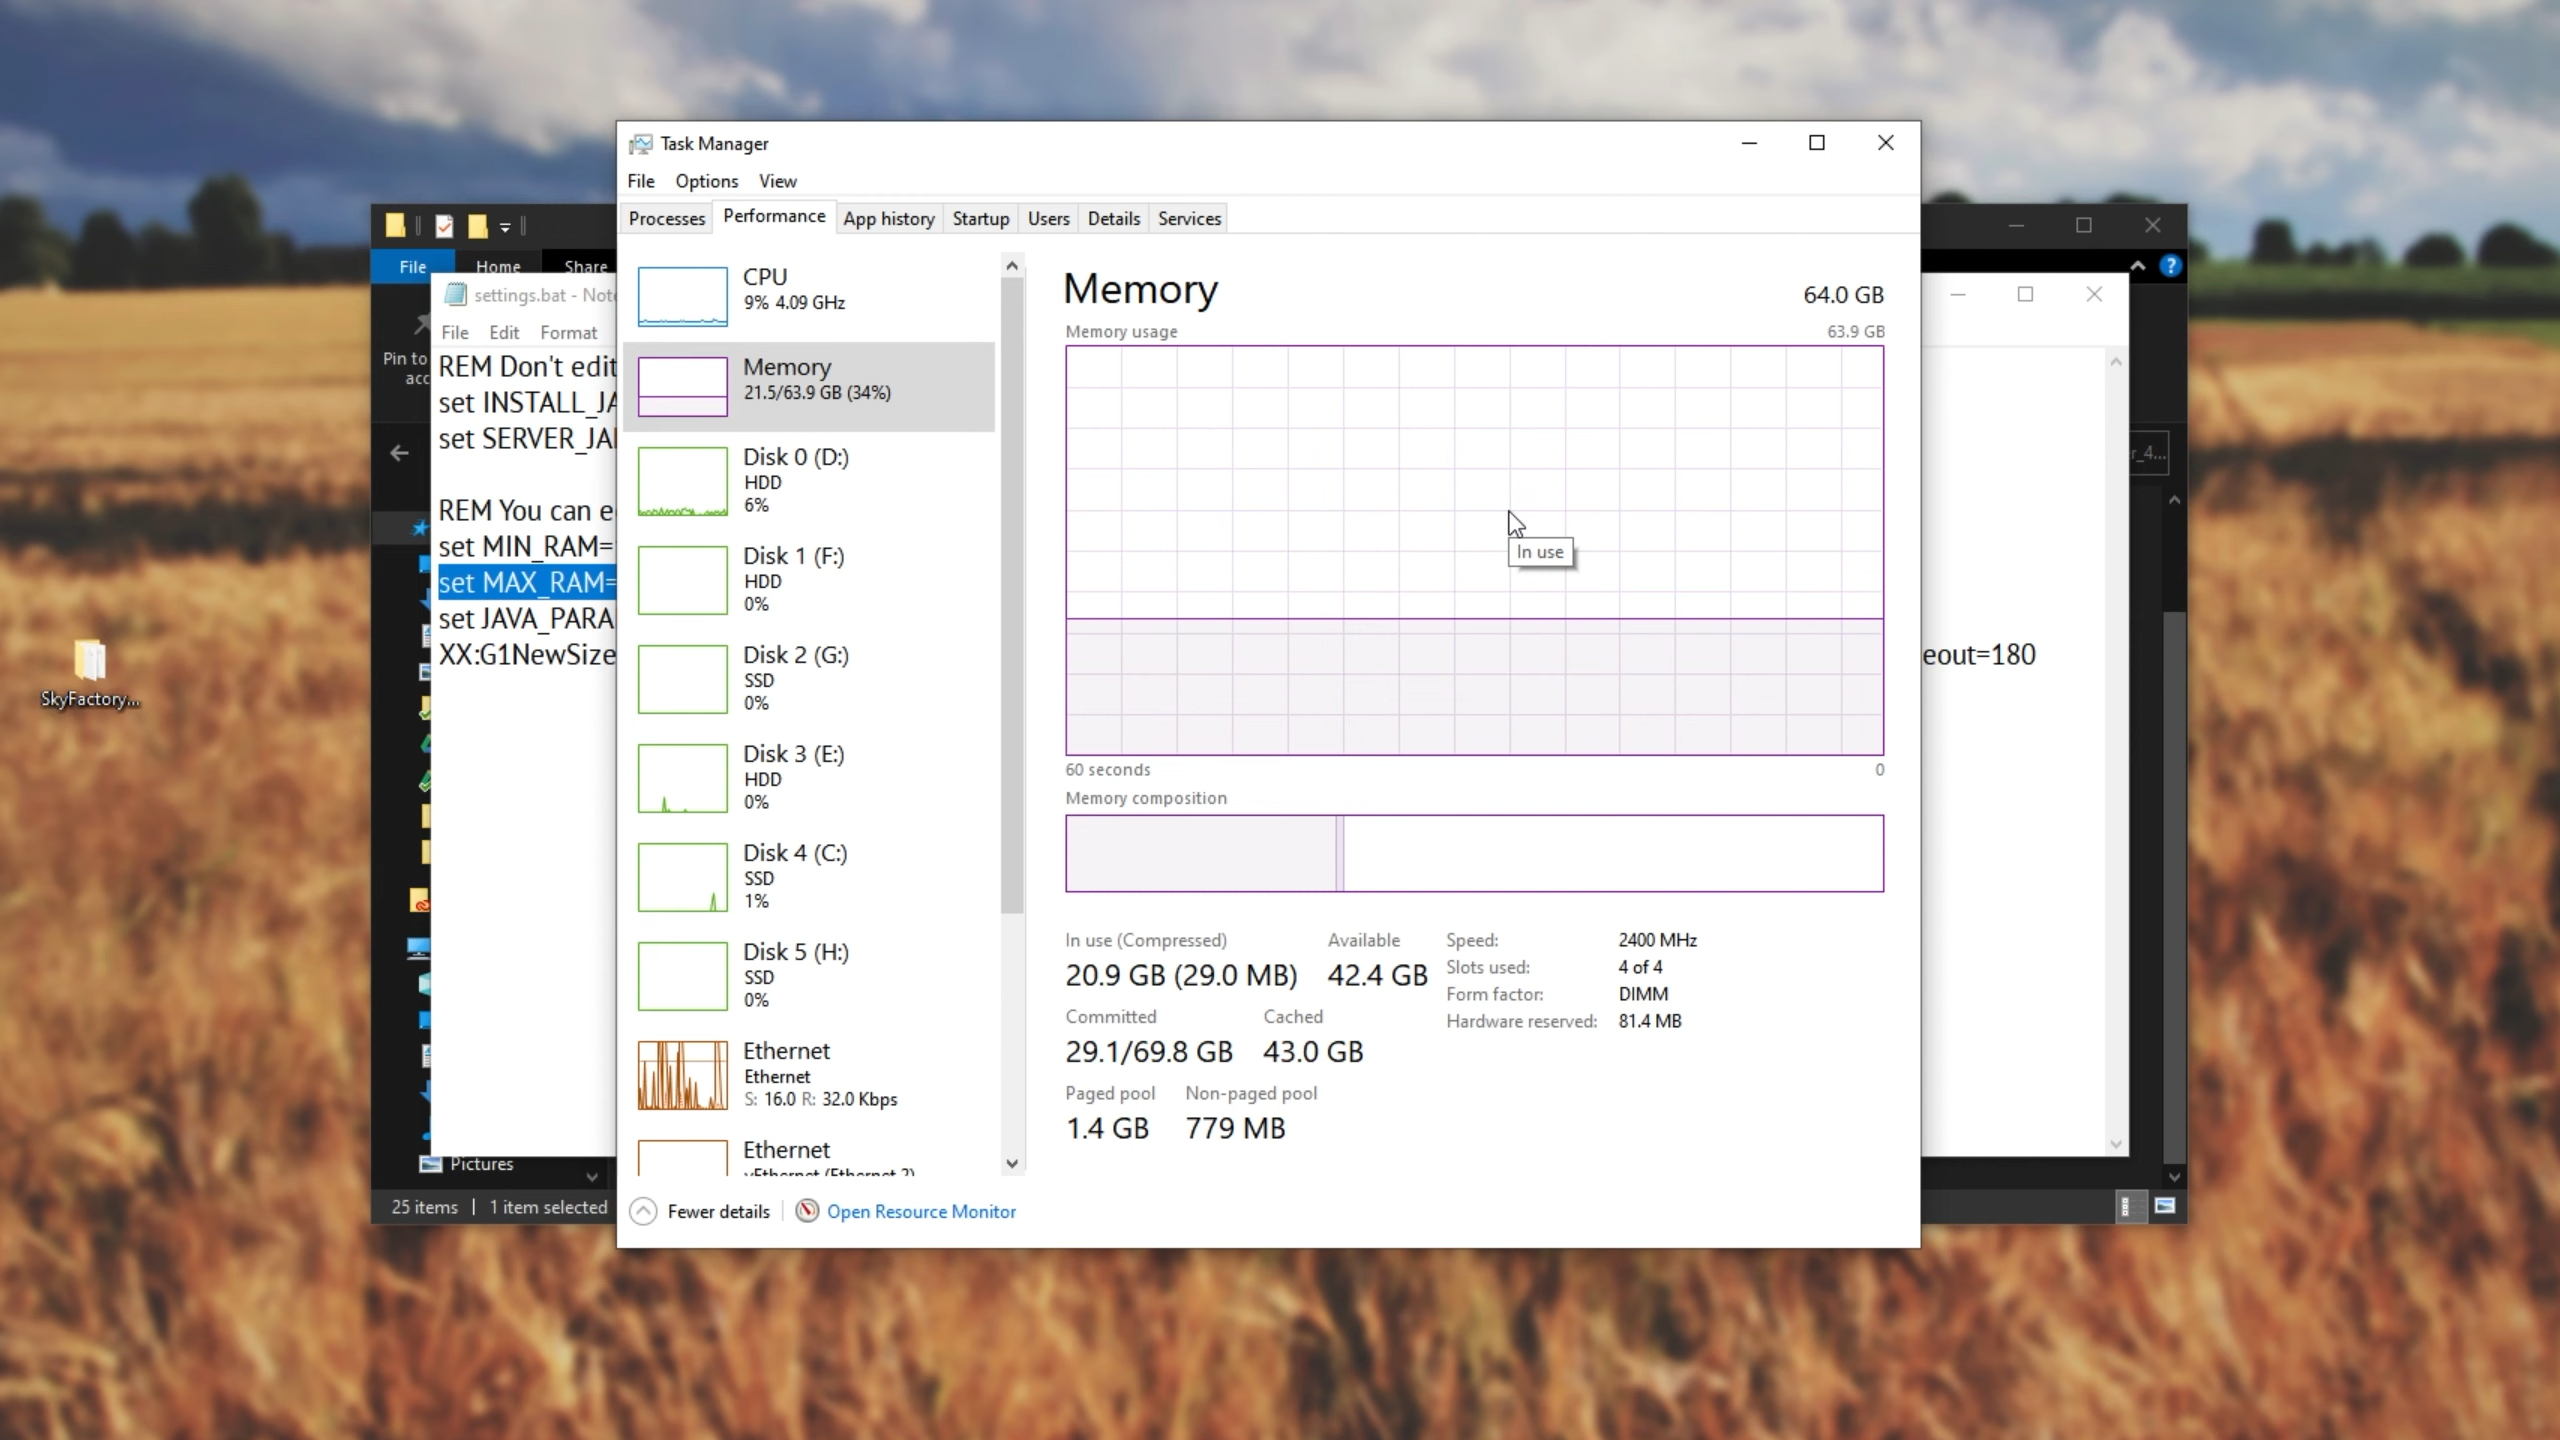 Task Manager
File Options View
Processes Performance App history Startup Users Details Services
CPU
9% 4.09 GHz
Memory
21.5/63.9 GB (34%)
Disk 0 (D:)
HDD
6%
Disk 1 (F:)
HDD
0%
Disk 2 (G:)
SSD
0%
Disk 3 (E:)
HDD
0%
Disk 4 (C:)
SSD
1%
Disk 5 (H:)
SSD
0%
Ethernet
Ethernet
S: 16.0 R: 32.0 Kbps
Ethernet
vEthernet (Ethernet 2)
Memory 64.0 GB
Memory usage 63.9 GB
In use
60 seconds 0
Memory composition
In use (Compressed) Available
20.9 GB (29.0 MB) 42.4 GB
Committed Cached
29.1/69.8 GB 43.0 GB
Paged pool Non-paged pool
1.4 GB 779 MB
Speed: 2400 MHz
Slots used: 4 of 4
Form factor: DIMM
Hardware reserved: 81.4 MB
Fewer details Open Resource Monitor
File Home Share
Pin to
acc
settings.bat - Note
File Edit Format
REM Don't edit
set INSTALL_JA
set SERVER_JA
REM You can e
set MIN_RAM=
set MAX_RAM=
set JAVA_PARA
XX:G1NewSize
eout=180
r_4...
Pictures
25 items 1 item selected
SkyFactory...